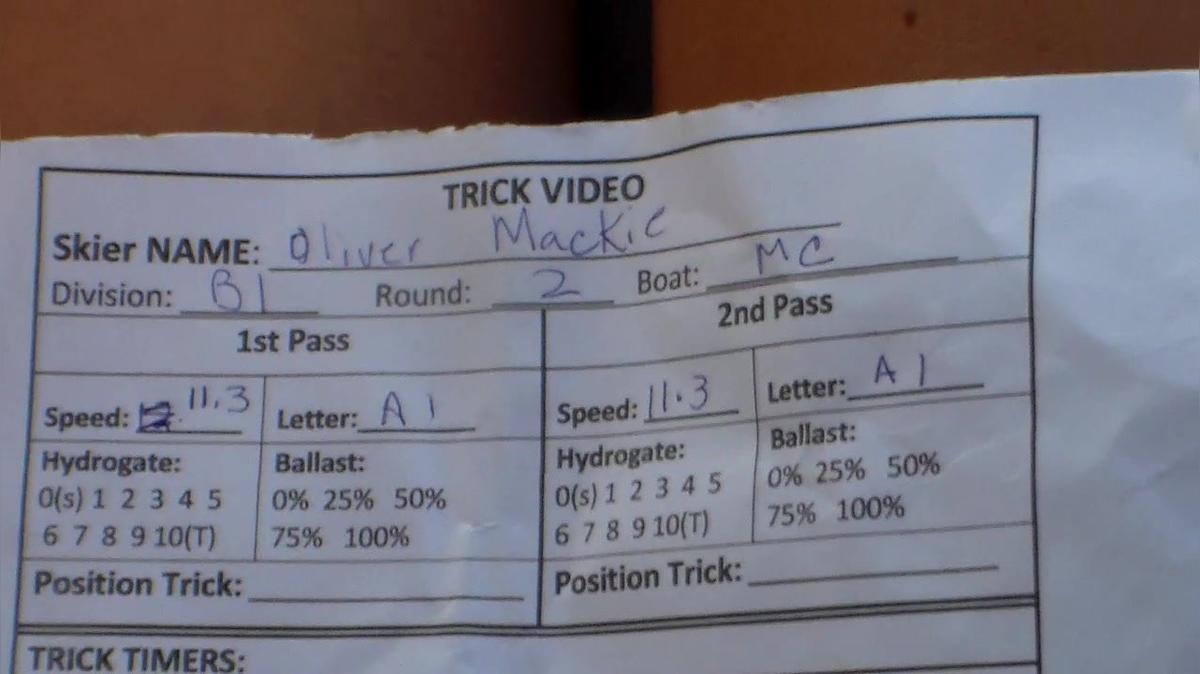 TRICK VIDEO
Skier NAME: Oliver Mackie
Division: B1 Round: 2 Boat: MC
1st Pass 2nd Pass
Speed: 11.3 Letter: A1 Speed: 11.3 Letter: A1
Hydrogate: Ballast: Hydrogate: Ballast:
0(s) 1 2 3 4 5 0% 25% 50% 0(s) 1 2 3 4 5 0% 25% 50%
6 7 8 9 10(T) 75% 100% 6 7 8 9 10(T) 75% 100%
Position Trick: Position Trick:
TRICK TIMERS: